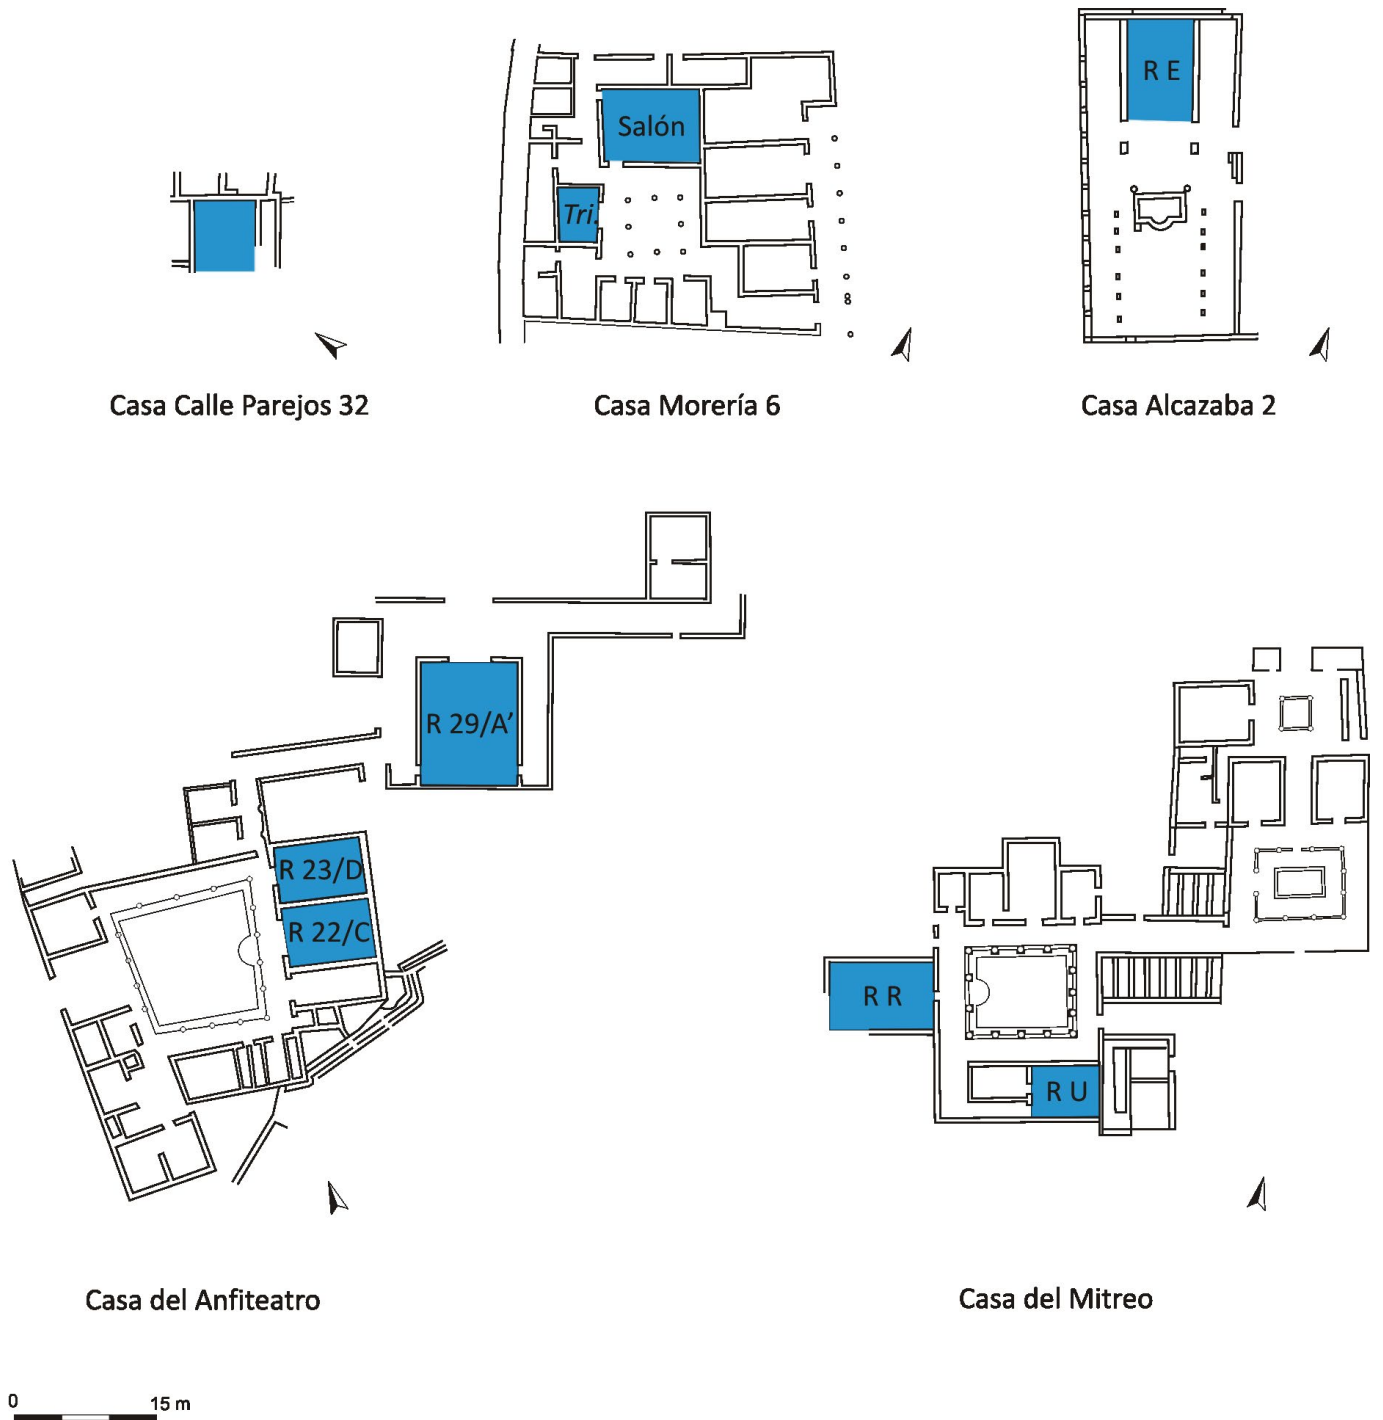 R E
Salón
Tri.
Casa Calle Parejos 32
Casa Morería 6
Casa Alcazaba 2
R 29/A’
R 23/D
R 22/C
R R
R U
Casa del Anfiteatro
Casa del Mitreo
0 15 m